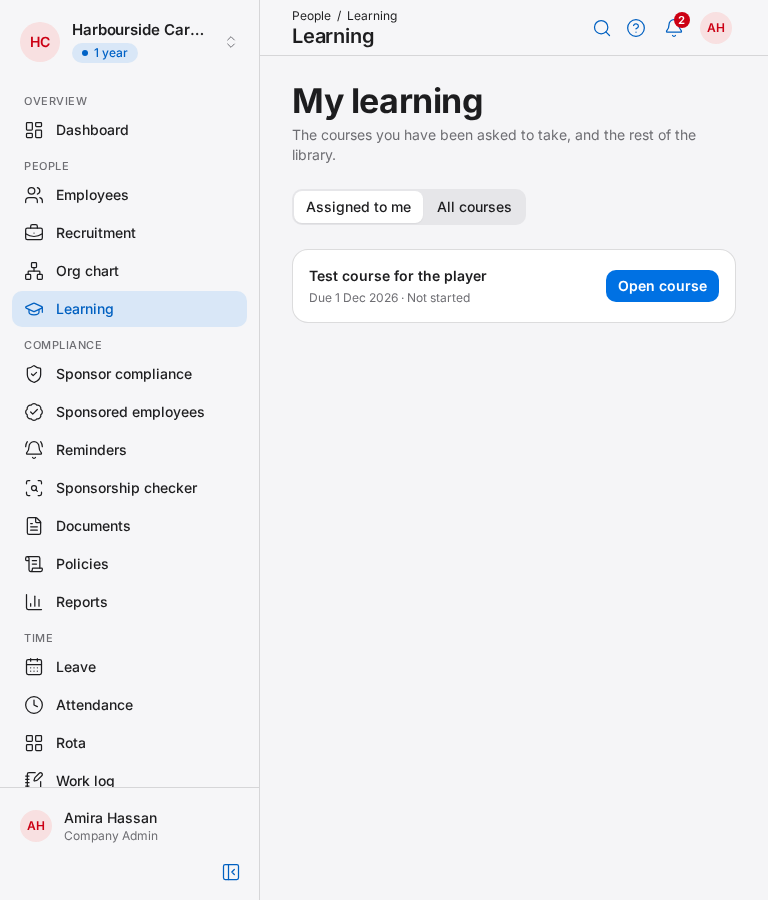 HC
Harbourside Car...
1 year
OVERVIEW
Dashboard
PEOPLE
Employees
Recruitment
Org chart
Learning
COMPLIANCE
Sponsor compliance
Sponsored employees
Reminders
Sponsorship checker
Documents
Policies
Reports
TIME
Leave
Attendance
Rota
Work log
AH
Amira Hassan
Company Admin
People / Learning
Learning
2
AH
My learning
The courses you have been asked to take, and the rest of the
library.
Assigned to me
All courses
Test course for the player
Due 1 Dec 2026 · Not started
Open course